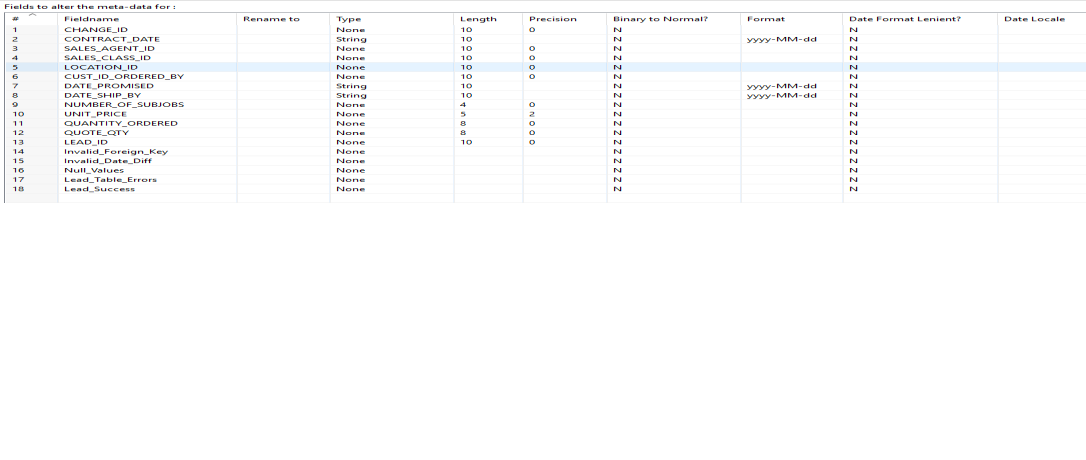 Fields to alter the meta-data for :
# Fieldname Rename to Type Length Precision Binary to Normal? Format Date Format Lenient? Date Locale
1 CHANGE_ID None 10 0 N N
2 CONTRACT_DATE String 10 N yyyy-MM-dd N
3 SALES_AGENT_ID None 10 0 N N
4 SALES_CLASS_ID None 10 0 N N
5 LOCATION_ID None 10 0 N N
6 CUST_ID_ORDERED_BY None 10 0 N N
7 DATE_PROMISED String 10 N yyyy-MM-dd N
8 DATE_SHIP_BY String 10 N yyyy-MM-dd N
9 NUMBER_OF_SUBJOBS None 4 0 N N
10 UNIT_PRICE None 5 2 N N
11 QUANTITY_ORDERED None 8 0 N N
12 QUOTE_QTY None 8 0 N N
13 LEAD_ID None 10 0 N N
14 Invalid_Foreign_Key None N N
15 Invalid_Date_Diff None N N
16 Null_Values None N N
17 Lead_Table_Errors None N N
18 Lead_Success None N N